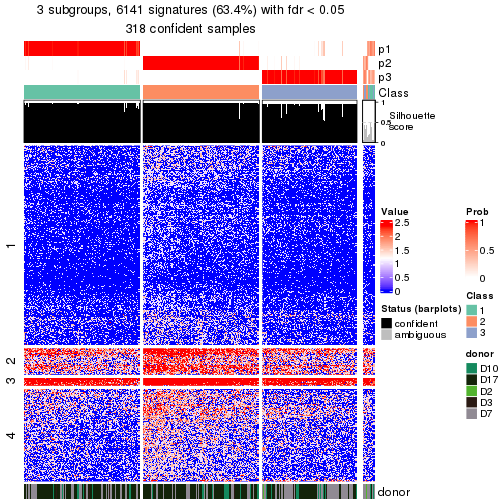 3 subgroups, 6141 signatures (63.4%) with fdr < 0.05
318 confident samples
p1
p2
p3
Class
1
0.5
0
Silhouette
score
1
2
3
4
donor
Value
2.5
2
1.5
1
0.5
0
Prob
1
0.5
0
Status (barplots)
confident
ambiguous
Class
1
2
3
donor
D10
D17
D2
D3
D7